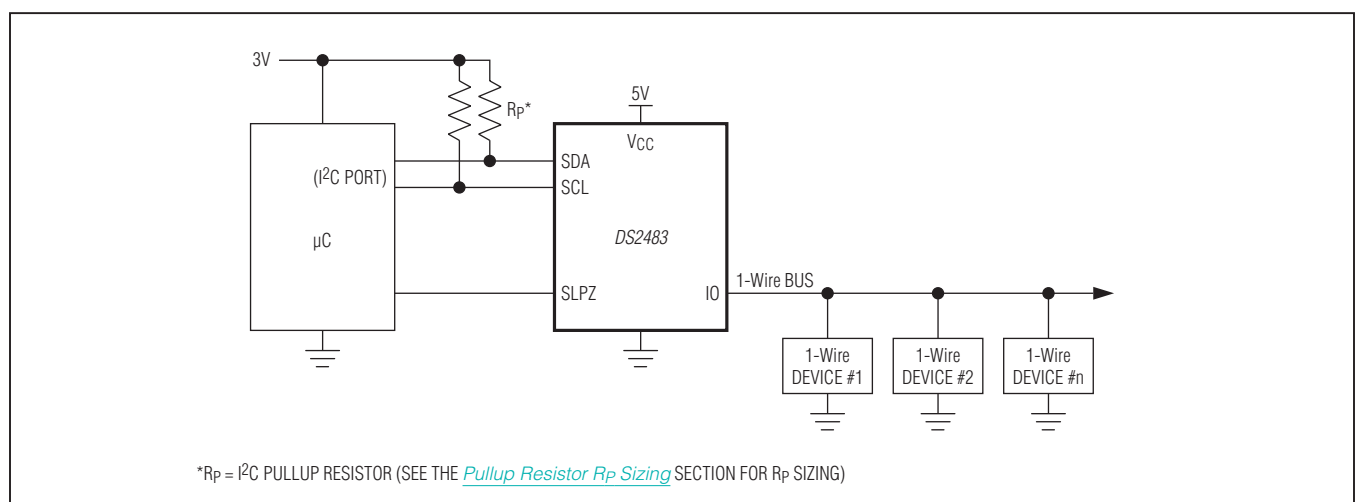 3V
RP*
5V
VCC
SDA
(I²C PORT)
SCL
µC
DS2483
SLPZ
IO
1-Wire BUS
1-Wire
DEVICE #1
1-Wire
DEVICE #2
1-Wire
DEVICE #n
*RP = I²C PULLUP RESISTOR (SEE THE Pullup Resistor RP Sizing SECTION FOR RP SIZING)